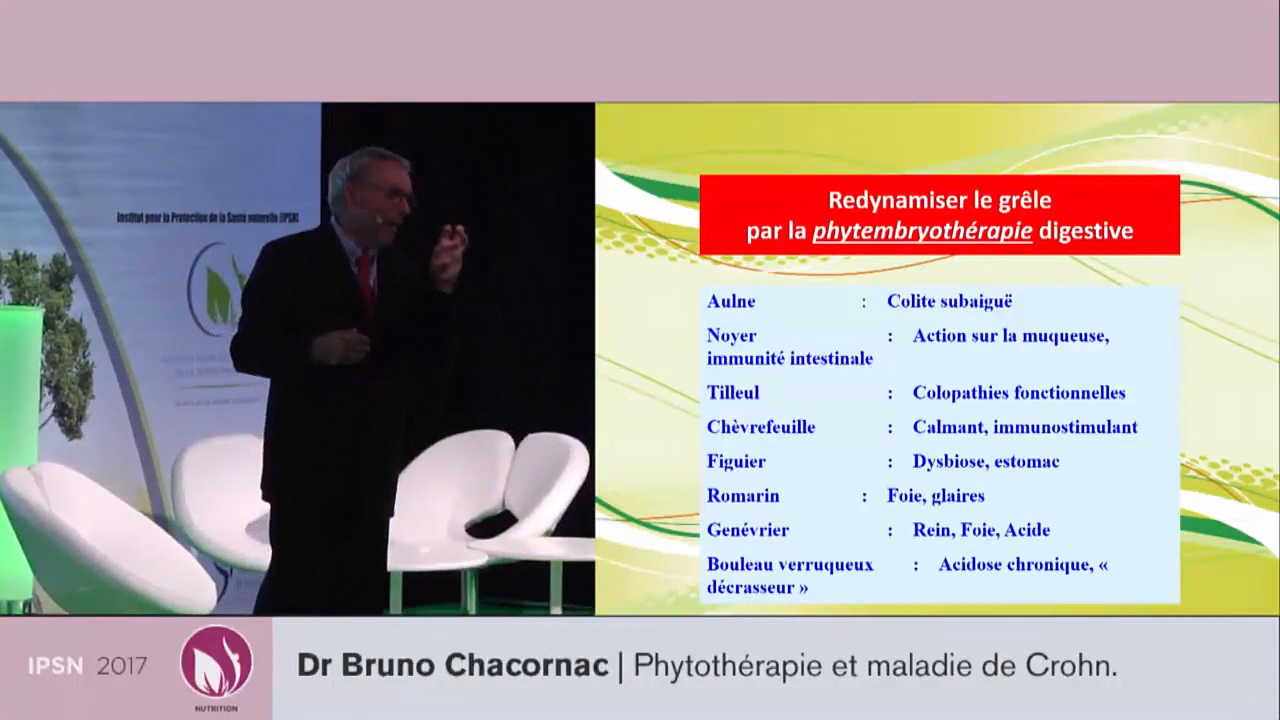 Institut pour la Protection de la Santé naturelle (IPSN)
Redynamiser le grêle
par la phytembryothérapie digestive
Aulne : Colite subaiguë
Noyer : Action sur la muqueuse,
immunité intestinale
Tilleul : Colopathies fonctionnelles
Chèvrefeuille : Calmant, immunostimulant
Figuier : Dysbiose, estomac
Romarin : Foie, glaires
Genévrier : Rein, Foie, Acide
Bouleau verruqueux : Acidose chronique, «
décrasseur »
IPSN 2017
NUTRITION
Dr Bruno Chacornac | Phytothérapie et maladie de Crohn.